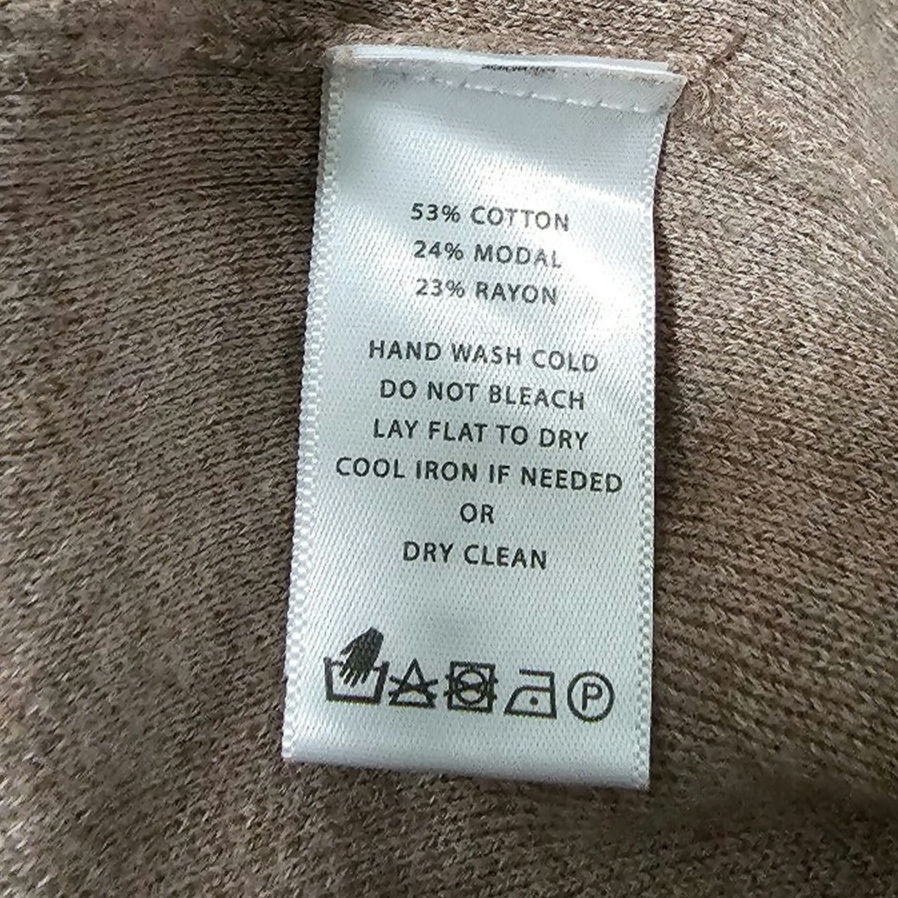 53% COTTON
24% MODAL
23% RAYON
HAND WASH COLD
DO NOT BLEACH
LAY FLAT TO DRY
COOL IRON IF NEEDED
OR
DRY CLEAN
P